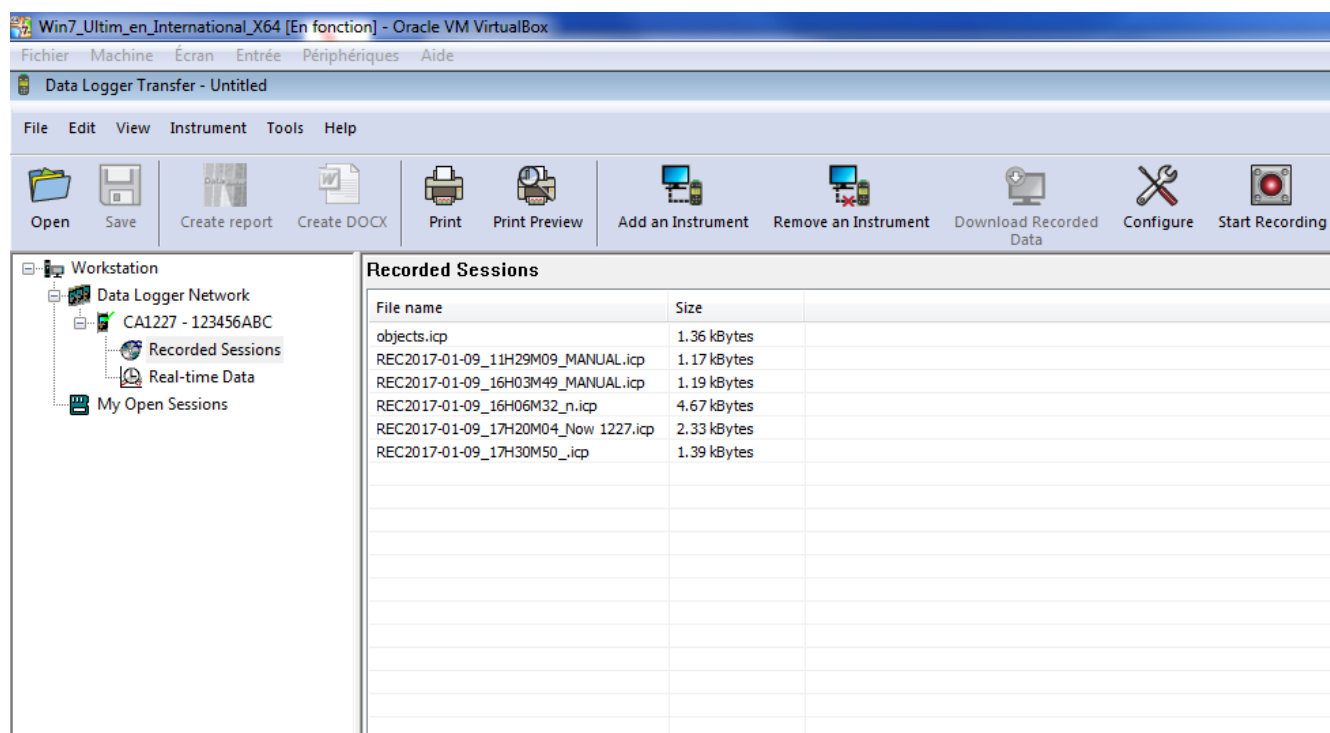 Win7_Ultim_en_International_X64 [En fonction] - Oracle VM VirtualBox
Fichier Machine Écran Entrée Périphériques Aide
Data Logger Transfer - Untitled
File Edit View Instrument Tools Help
Open Save Create report Create DOCX Print Print Preview Add an Instrument Remove an Instrument Download Recorded Data Configure Start Recording
Workstation
Data Logger Network
CA1227 - 123456ABC
Recorded Sessions
Real-time Data
My Open Sessions
Recorded Sessions
File name Size
objects.icp 1.36 kBytes
REC2017-01-09_11H29M09_MANUAL.icp 1.17 kBytes
REC2017-01-09_16H03M49_MANUAL.icp 1.19 kBytes
REC2017-01-09_16H06M32_n.icp 4.67 kBytes
REC2017-01-09_17H20M04_Now 1227.icp 2.33 kBytes
REC2017-01-09_17H30M50_.icp 1.39 kBytes